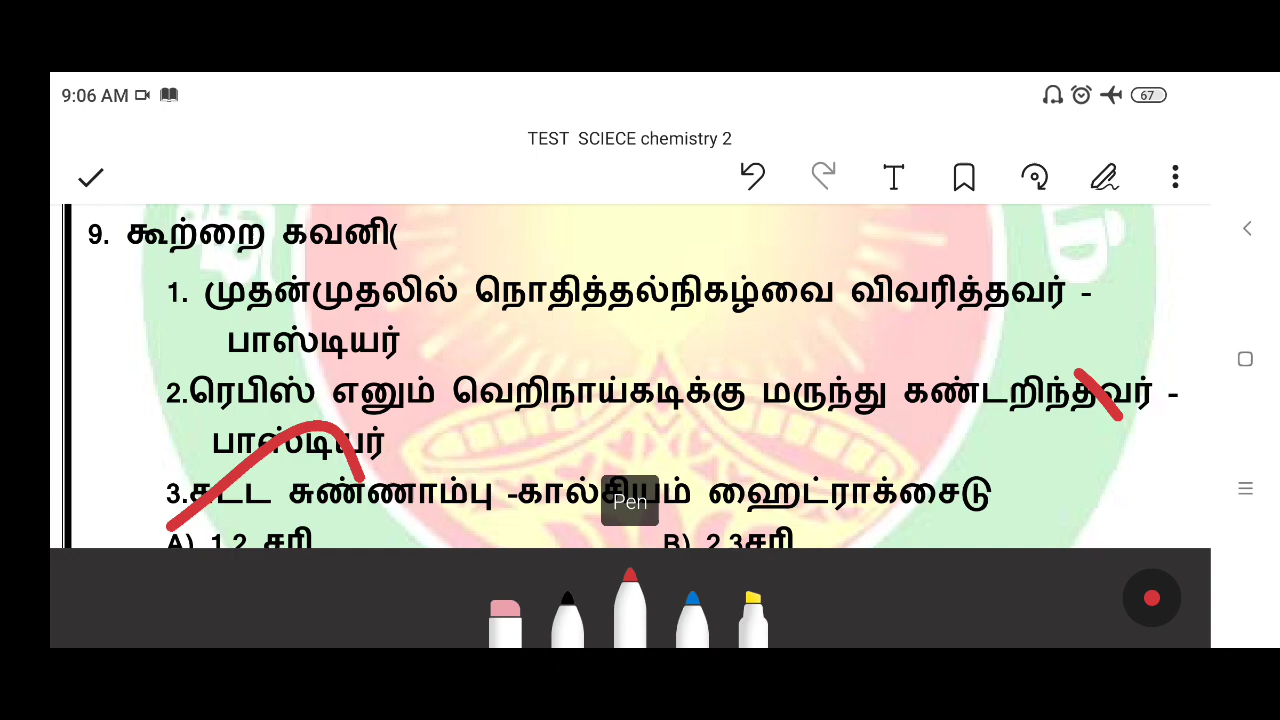 9:06 AM 67
TEST SCIECE chemistry 2
9. கூற்றை கவனி(
1. முதன்முதலில் நொதித்தல்நிகழ்வை விவரித்தவர் -
பாஸ்டியர்
2.ரெபிஸ் எனும் வெறிநாய்கடிக்கு மருந்து கண்டறிந்தவர் -
பாஸ்டியர்
3.சுட்ட சுண்ணாம்பு -கால்சியம் ஹைட்ராக்சைடு
Pen
A) 1,2 சரி B) 2,3சரி